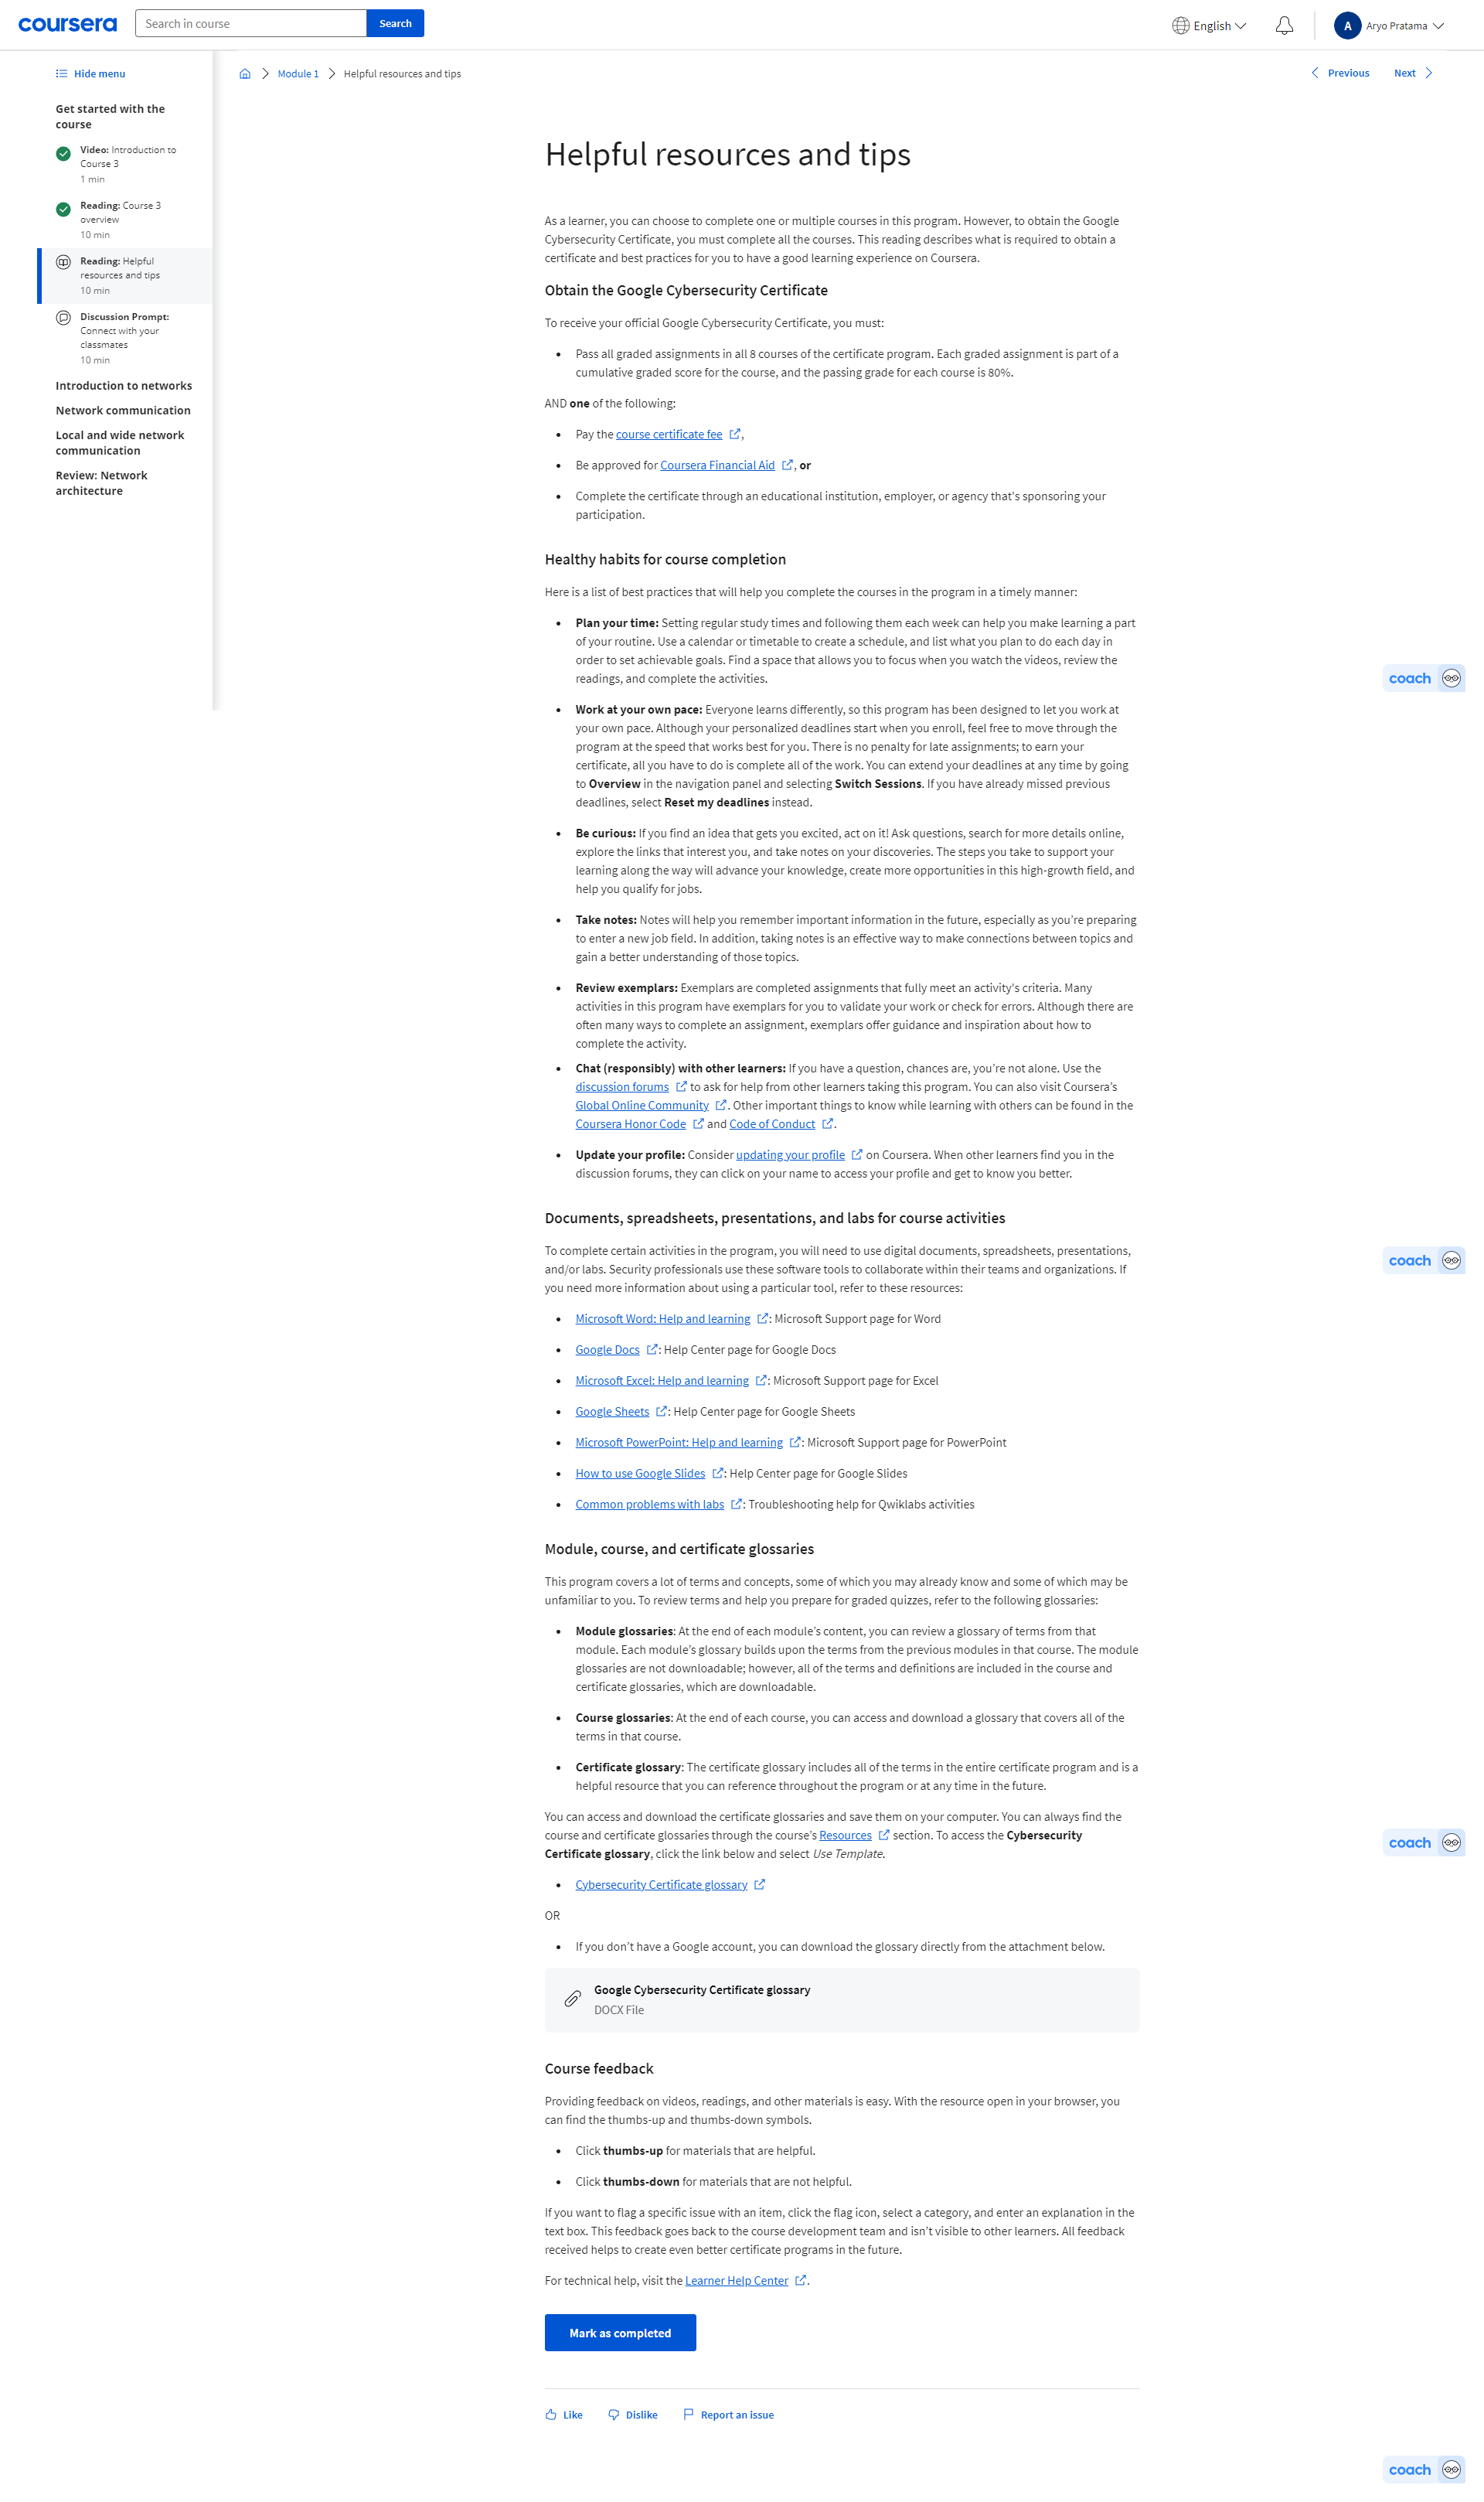 coursera
Search in course
Search
English
A
Aryo Pratama
Hide menu
Get started with the
course
Video: Introduction to
Course 3
1 min
Reading: Course 3
overview
10 min
Reading: Helpful
resources and tips
10 min
Discussion Prompt:
Connect with your
classmates
10 min
Introduction to networks
Network communication
Local and wide network
communication
Review: Network
architecture
Module 1
Helpful resources and tips
Previous
Next
Helpful resources and tips
As a learner, you can choose to complete one or multiple courses in this program. However, to obtain the Google
Cybersecurity Certificate, you must complete all the courses. This reading describes what is required to obtain a
certificate and best practices for you to have a good learning experience on Coursera.
Obtain the Google Cybersecurity Certificate
To receive your official Google Cybersecurity Certificate, you must:
• Pass all graded assignments in all 8 courses of the certificate program. Each graded assignment is part of a
cumulative graded score for the course, and the passing grade for each course is 80%.
AND one of the following:
• Pay the course certificate fee ,
• Be approved for Coursera Financial Aid , or
• Complete the certificate through an educational institution, employer, or agency that's sponsoring your
participation.
Healthy habits for course completion
Here is a list of best practices that will help you complete the courses in the program in a timely manner:
• Plan your time: Setting regular study times and following them each week can help you make learning a part
of your routine. Use a calendar or timetable to create a schedule, and list what you plan to do each day in
order to set achievable goals. Find a space that allows you to focus when you watch the videos, review the
readings, and complete the activities.
• Work at your own pace: Everyone learns differently, so this program has been designed to let you work at
your own pace. Although your personalized deadlines start when you enroll, feel free to move through the
program at the speed that works best for you. There is no penalty for late assignments; to earn your
certificate, all you have to do is complete all of the work. You can extend your deadlines at any time by going
to Overview in the navigation panel and selecting Switch Sessions. If you have already missed previous
deadlines, select Reset my deadlines instead.
• Be curious: If you find an idea that gets you excited, act on it! Ask questions, search for more details online,
explore the links that interest you, and take notes on your discoveries. The steps you take to support your
learning along the way will advance your knowledge, create more opportunities in this high-growth field, and
help you qualify for jobs.
• Take notes: Notes will help you remember important information in the future, especially as you’re preparing
to enter a new job field. In addition, taking notes is an effective way to make connections between topics and
gain a better understanding of those topics.
• Review exemplars: Exemplars are completed assignments that fully meet an activity's criteria. Many
activities in this program have exemplars for you to validate your work or check for errors. Although there are
often many ways to complete an assignment, exemplars offer guidance and inspiration about how to
complete the activity.
• Chat (responsibly) with other learners: If you have a question, chances are, you’re not alone. Use the
discussion forums to ask for help from other learners taking this program. You can also visit Coursera’s
Global Online Community . Other important things to know while learning with others can be found in the
Coursera Honor Code and Code of Conduct .
• Update your profile: Consider updating your profile on Coursera. When other learners find you in the
discussion forums, they can click on your name to access your profile and get to know you better.
Documents, spreadsheets, presentations, and labs for course activities
To complete certain activities in the program, you will need to use digital documents, spreadsheets, presentations,
and/or labs. Security professionals use these software tools to collaborate within their teams and organizations. If
you need more information about using a particular tool, refer to these resources:
• Microsoft Word: Help and learning : Microsoft Support page for Word
• Google Docs : Help Center page for Google Docs
• Microsoft Excel: Help and learning : Microsoft Support page for Excel
• Google Sheets : Help Center page for Google Sheets
• Microsoft PowerPoint: Help and learning : Microsoft Support page for PowerPoint
• How to use Google Slides : Help Center page for Google Slides
• Common problems with labs : Troubleshooting help for Qwiklabs activities
Module, course, and certificate glossaries
This program covers a lot of terms and concepts, some of which you may already know and some of which may be
unfamiliar to you. To review terms and help you prepare for graded quizzes, refer to the following glossaries:
• Module glossaries: At the end of each module’s content, you can review a glossary of terms from that
module. Each module’s glossary builds upon the terms from the previous modules in that course. The module
glossaries are not downloadable; however, all of the terms and definitions are included in the course and
certificate glossaries, which are downloadable.
• Course glossaries: At the end of each course, you can access and download a glossary that covers all of the
terms in that course.
• Certificate glossary: The certificate glossary includes all of the terms in the entire certificate program and is a
helpful resource that you can reference throughout the program or at any time in the future.
You can access and download the certificate glossaries and save them on your computer. You can always find the
course and certificate glossaries through the course’s Resources section. To access the Cybersecurity
Certificate glossary, click the link below and select Use Template.
• Cybersecurity Certificate glossary
OR
• If you don’t have a Google account, you can download the glossary directly from the attachment below.
Google Cybersecurity Certificate glossary
DOCX File
Course feedback
Providing feedback on videos, readings, and other materials is easy. With the resource open in your browser, you
can find the thumbs-up and thumbs-down symbols.
• Click thumbs-up for materials that are helpful.
• Click thumbs-down for materials that are not helpful.
If you want to flag a specific issue with an item, click the flag icon, select a category, and enter an explanation in the
text box. This feedback goes back to the course development team and isn’t visible to other learners. All feedback
received helps to create even better certificate programs in the future.
For technical help, visit the Learner Help Center .
Mark as completed
Like
Dislike
Report an issue
coach
coach
coach
coach